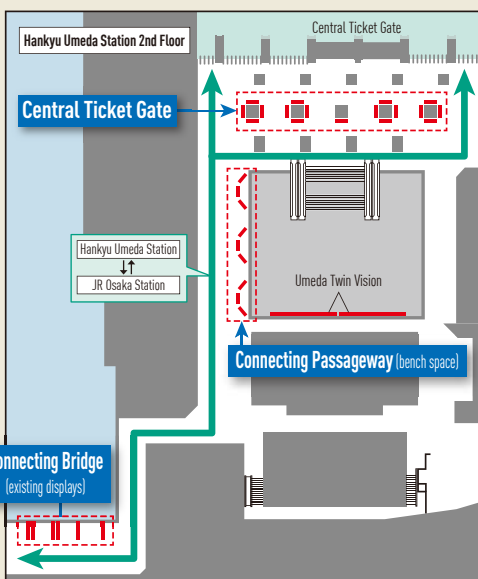 Hankyu Umeda Station 2nd Floor
Central Ticket Gate
Central Ticket Gate
Hankyu Umeda Station
JR Osaka Station
Umeda Twin Vision
Connecting Passageway (bench space)
onnecting Bridge
(existing displays)